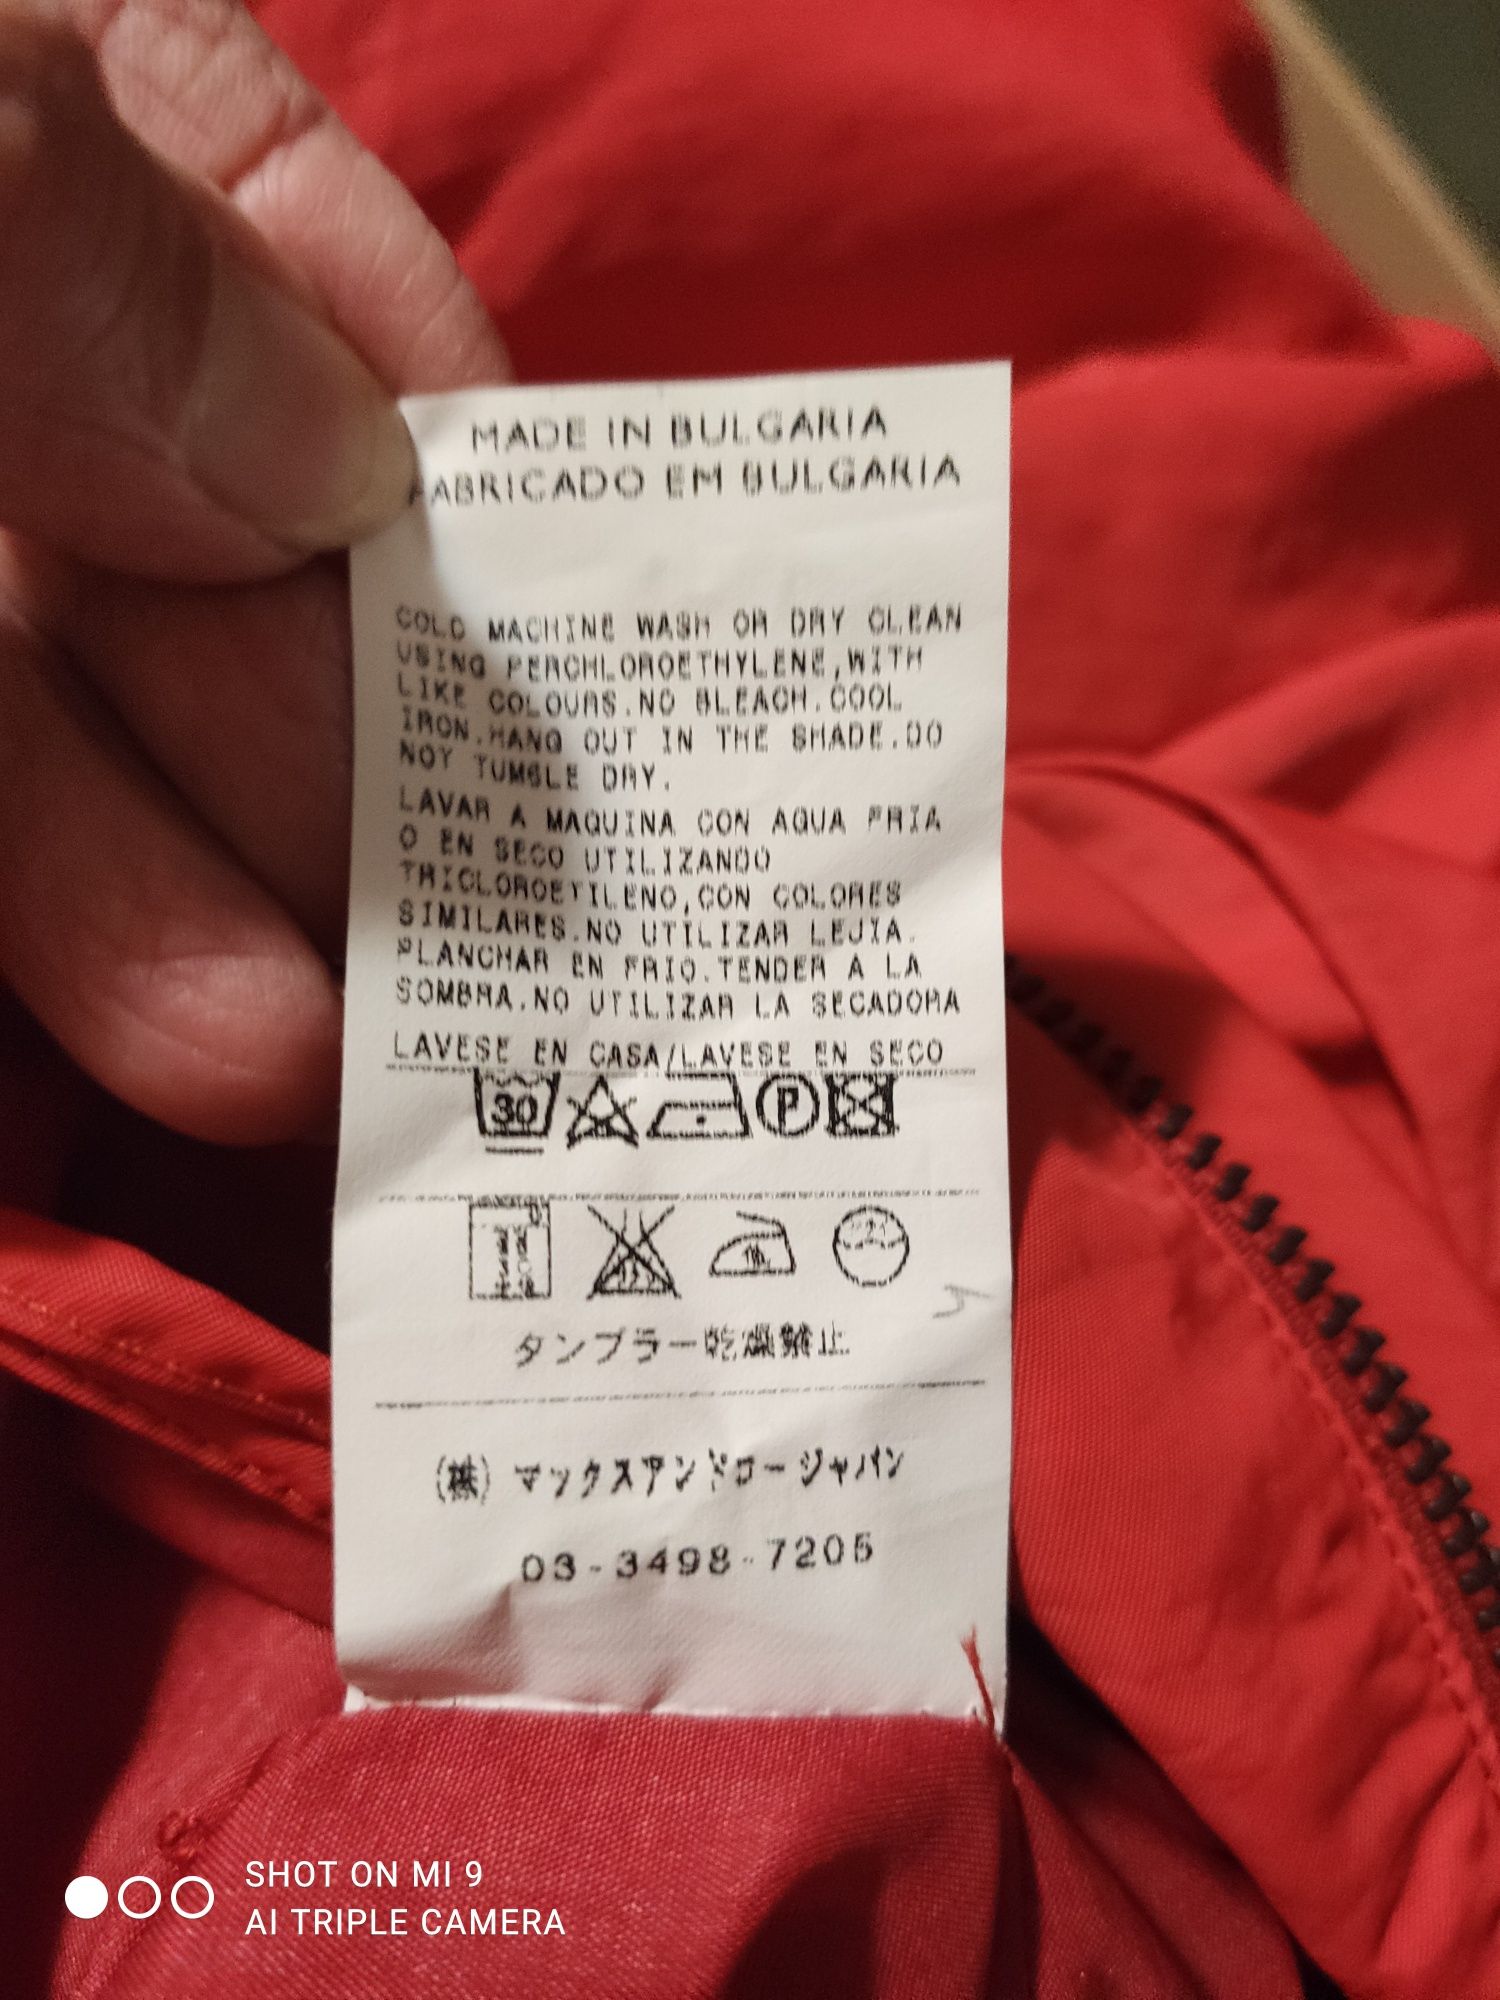 MADE IN BULGARIA
FABRICADO EM BULGARIA
COLD MACHINE WASH OR DRY CLEAN
USING PERCHLOROETHYLENE,WITH
LIKE COLOURS.NO BLEACH.COOL
IRON.HANG OUT IN THE SHADE.DO
NOT TUMBLE DRY.
LAVAR A MAQUINA CON AGUA FRIA
O EN SECO UTILIZANDO
TRICLOROETILENO,CON COLORES
SIMILARES.NO UTILIZAR LEJIA.
PLANCHAR EN FRIO.TENDER A LA
SOMBRA.NO UTILIZAR LA SECADORA
LAVESE EN CASA/LAVESE EN SECO
30 P
低 ドライ
タンブラー乾燥禁止
(株) マックスアンドコージャパン
03-3498-7205
SHOT ON MI 9
AI TRIPLE CAMERA